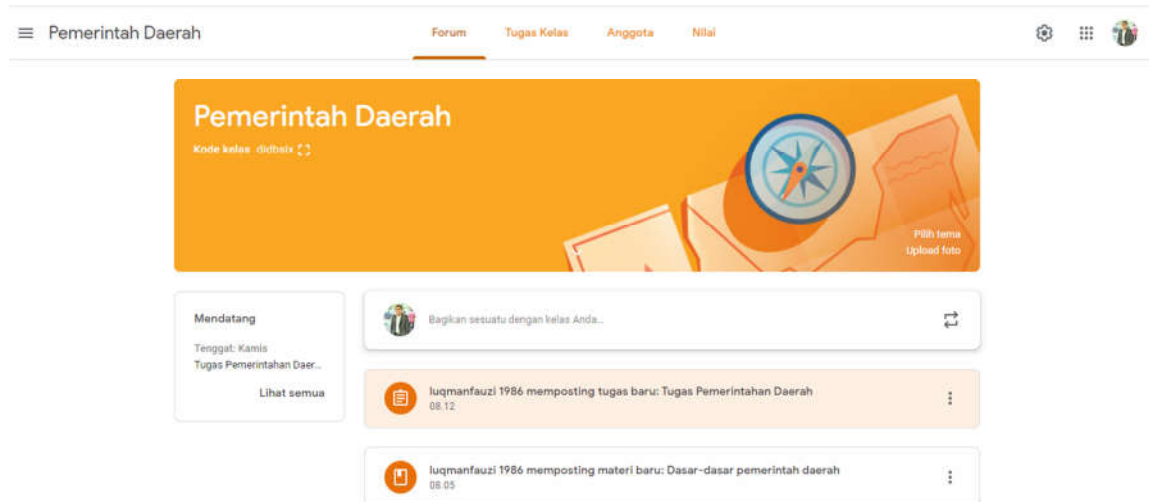 Pemerintah Daerah
Forum Tugas Kelas Anggota Nilai
Pemerintah Daerah
Kode kelas
Pilih tema
Upload foto
Mendatang
Tenggat: Kamis
Tugas Pemerintahan Daer...
Lihat semua
Bagikan sesuatu dengan kelas Anda...
luqmanfauzi 1986 memposting tugas baru: Tugas Pemerintahan Daerah
08.12
luqmanfauzi 1986 memposting materi baru: Dasar-dasar pemerintah daerah
08.05